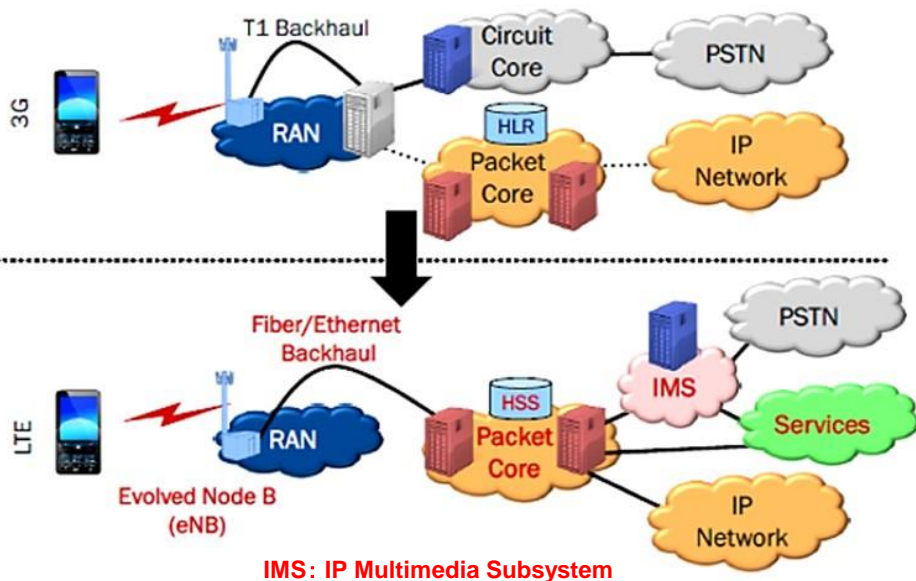 T1 Backhaul
3G
RAN
Circuit
Core
PSTN
HLR
Packet
Core
IP
Network
Fiber/Ethernet
Backhaul
LTE
RAN
Evolved Node B
(eNB)
HSS
Packet
Core
IMS
PSTN
Services
IP
Network
IMS: IP Multimedia Subsystem